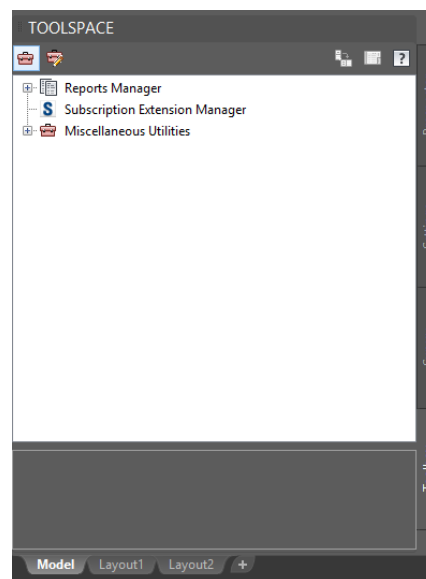 TOOLSPACE
?
Reports Manager
S Subscription Extension Manager
Miscellaneous Utilities
Model Layout1 Layout2 +